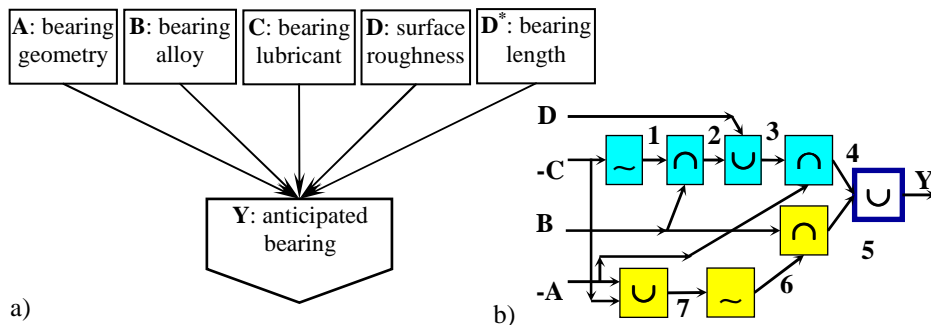 A: bearing geometry
B: bearing alloy
C: bearing lubricant
D: surface roughness
D*: bearing length
Y: anticipated bearing
a)
D
1 2 3
~ ∩ ∪ ∩ 4
-C
∪ Y
B
∩
5
-A
∪ ~ 6
7
b)